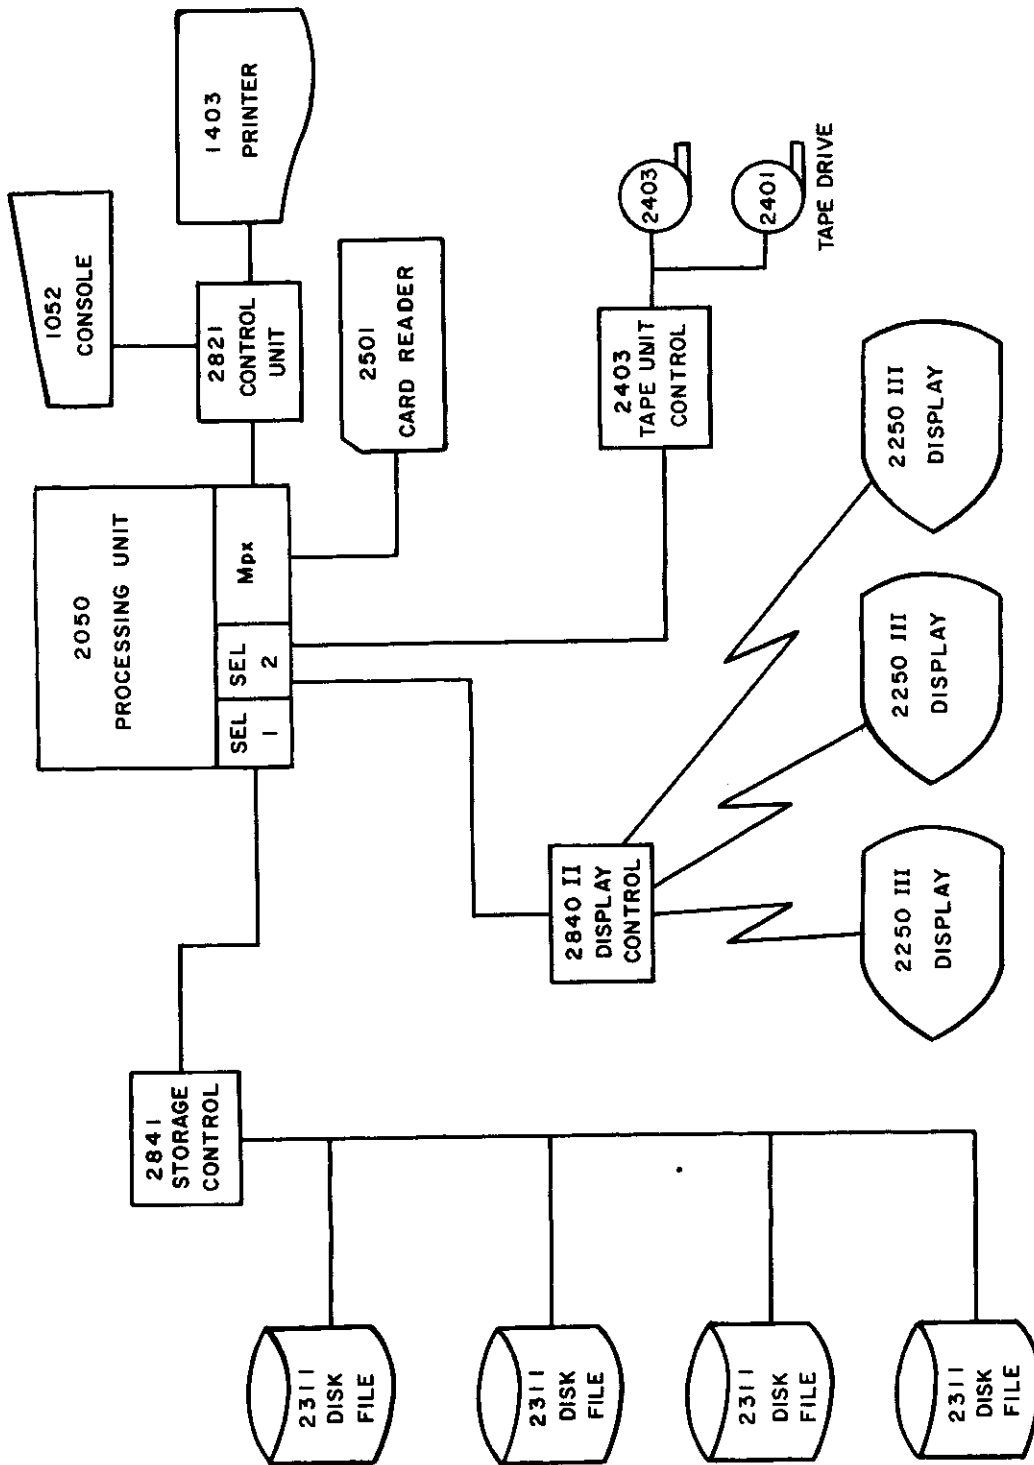 1052
CONSOLE
1403
PRINTER
2821
CONTROL
UNIT
2501
CARD READER
2050
PROCESSING UNIT
SEL
1
SEL
2
Mpx
2403
TAPE UNIT
CONTROL
2403
2401
TAPE DRIVE
2841
STORAGE
CONTROL
2840 II
DISPLAY
CONTROL
2311
DISK
FILE
2311
DISK
FILE
2311
DISK
FILE
2311
DISK
FILE
2250 III
DISPLAY
2250 III
DISPLAY
2250 III
DISPLAY